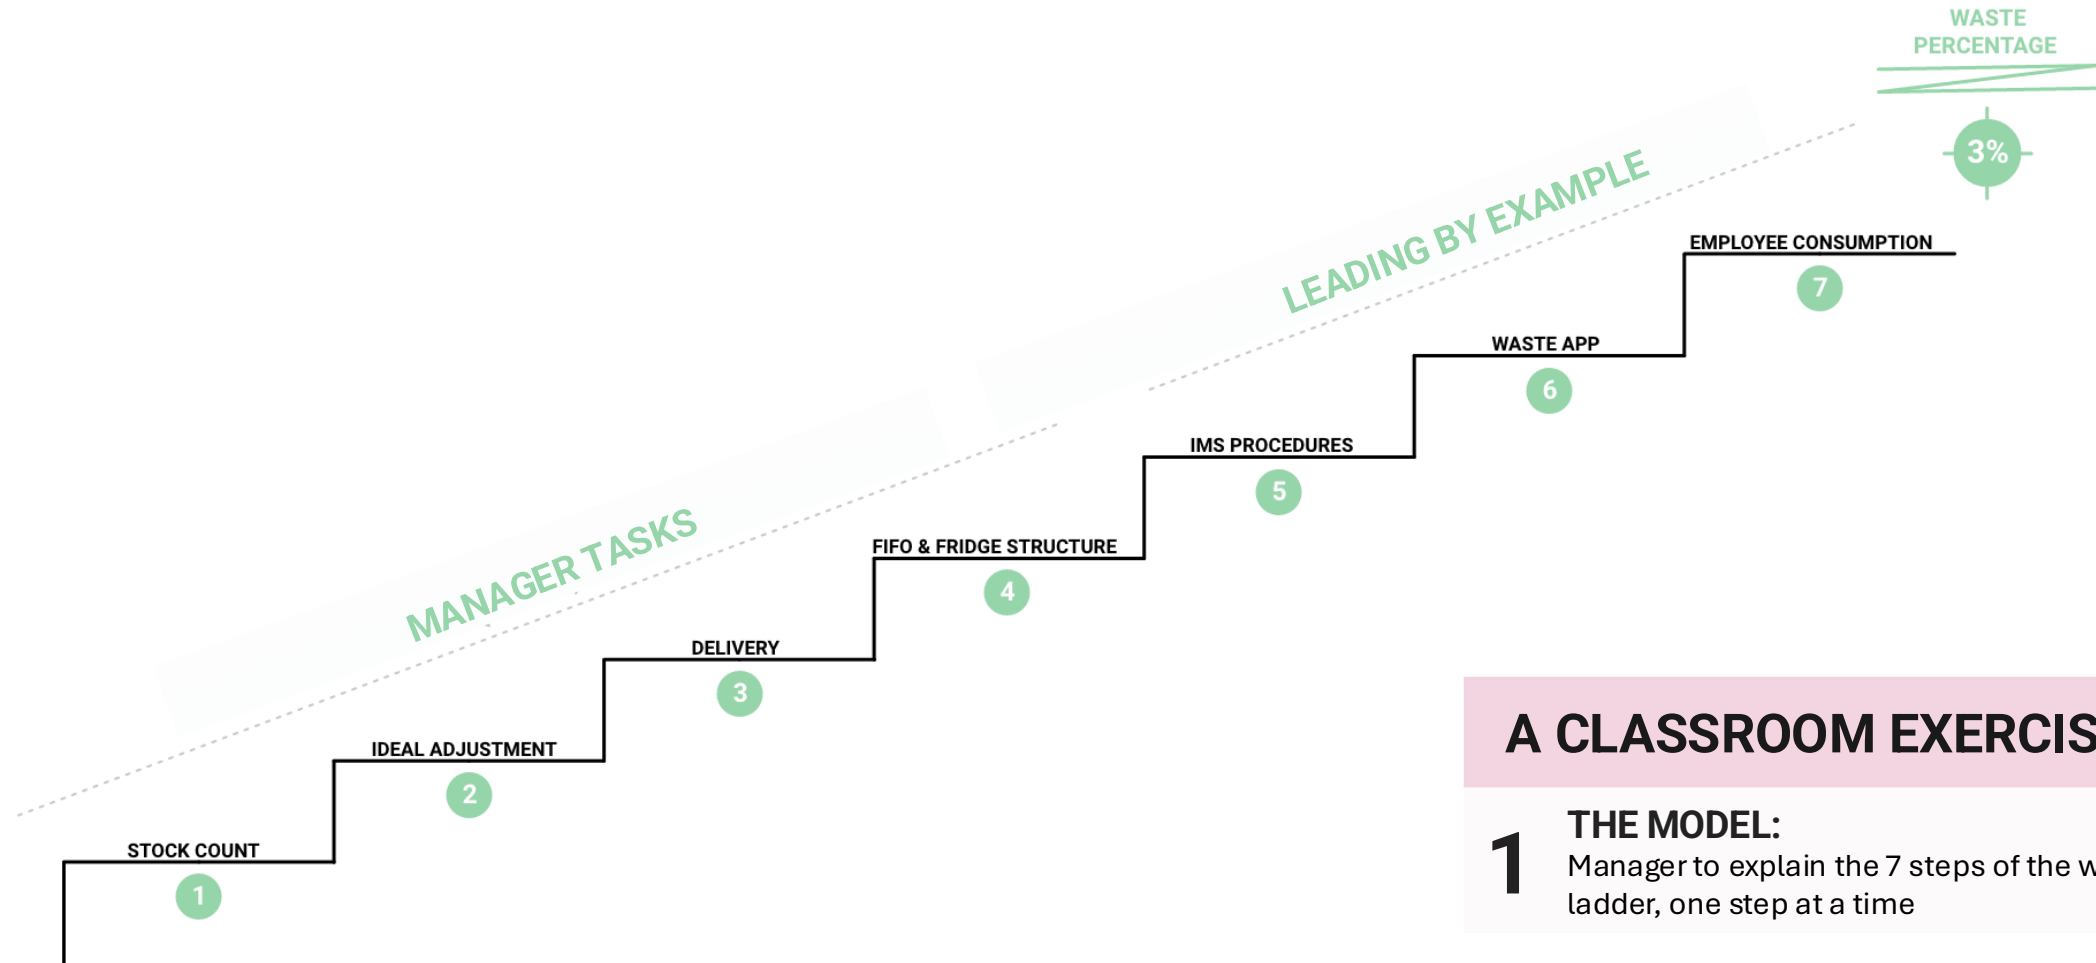 WASTE
PERCENTAGE
3%
LEADING BY EXAMPLE
MANAGER TASKS
EMPLOYEE CONSUMPTION
7
WASTE APP
6
IMS PROCEDURES
5
FIFO & FRIDGE STRUCTURE
4
DELIVERY
3
IDEAL ADJUSTMENT
2
STOCK COUNT
1
A CLASSROOM EXERCIS
1
THE MODEL:
Manager to explain the 7 steps of the w
ladder, one step at a time